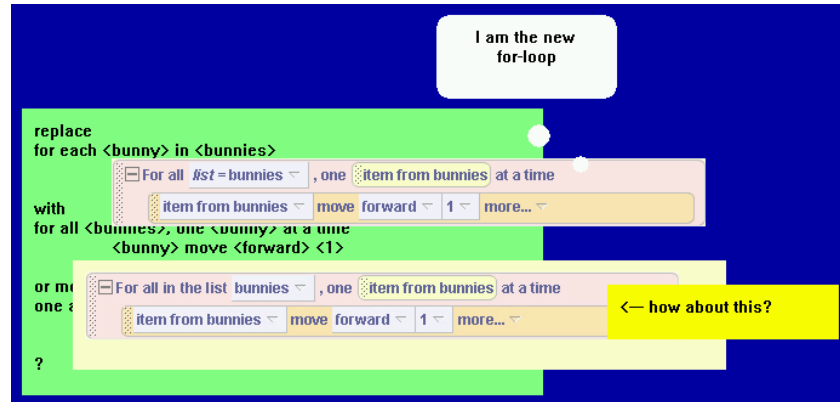 I am the new
for-loop
replace
for each <bunny> in <bunnies>
For all list = bunnies , one item from bunnies at a time
item from bunnies move forward 1 more...
with
for all <bunnies>, one <bunny> at a time
<bunny> move <forward> <1>
or
For all in the list bunnies , one item from bunnies at a time
one
item from bunnies move forward 1 more...
<— how about this?
?